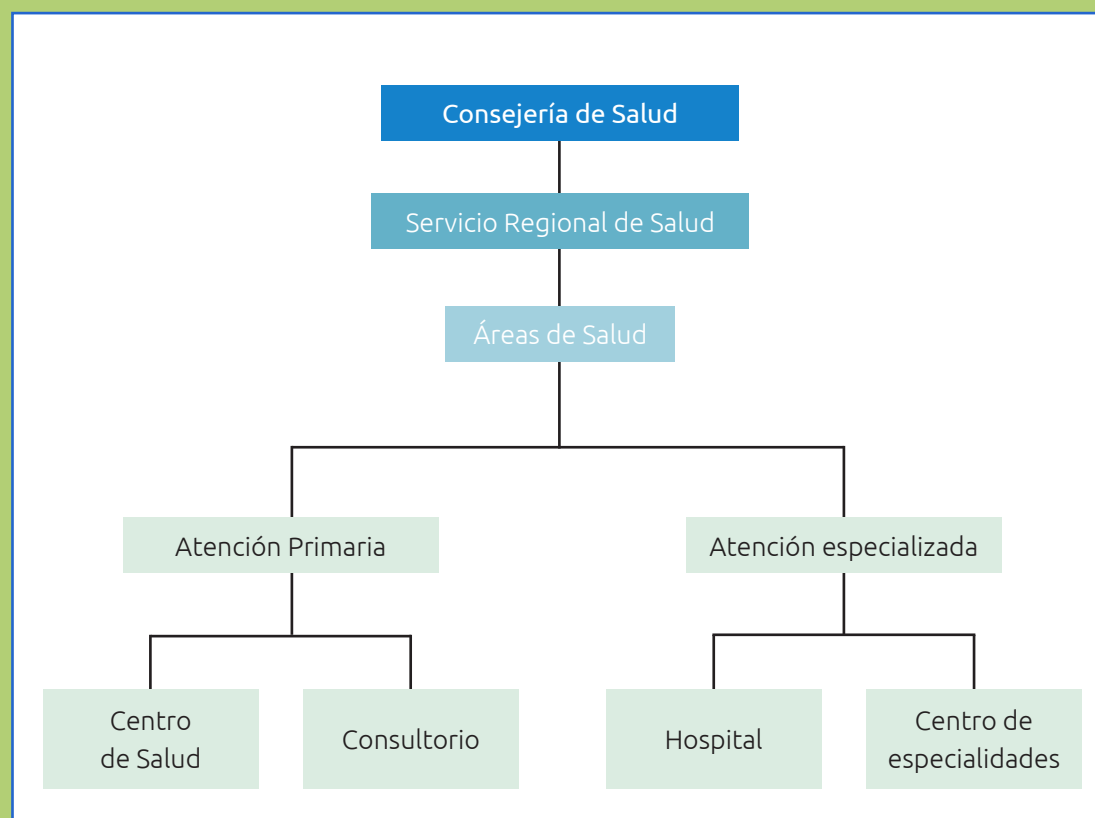 Consejería de Salud
Servicio Regional de Salud
Áreas de Salud
Atención Primaria
Atención especializada
Centro
de Salud
Consultorio
Hospital
Centro de
especialidades